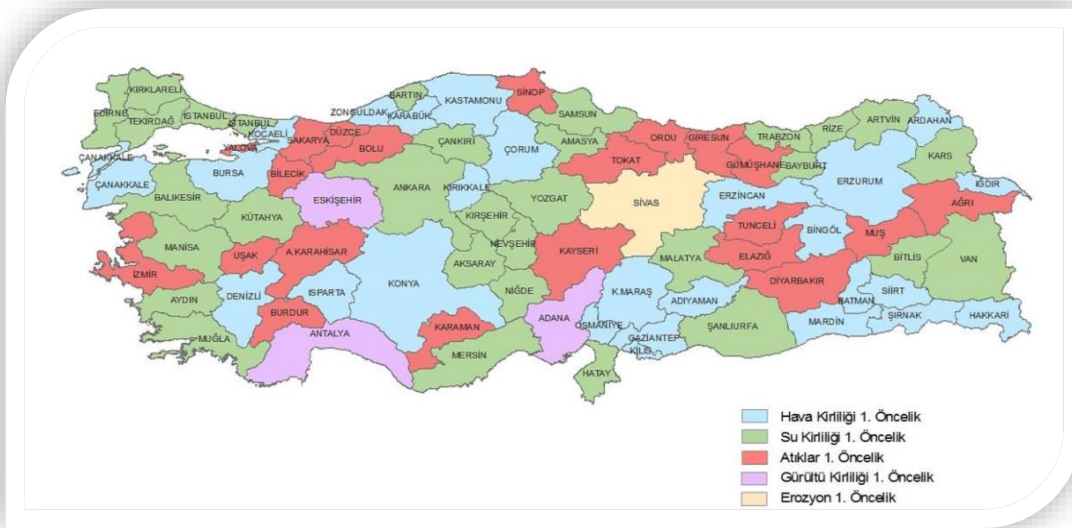 KIRKLARELİ
EDİRNE
TEKİRDAĞ
İSTANBUL
İSTANBUL
KOCAELİ
YALOVA
SAKARYA
DÜZCE
BOLU
ZONGULDAK
BARTIN
KARABÜK
KASTAMONU
SİNOP
SAMSUN
ÇANKIRI
ÇORUM
AMASYA
TOKAT
ORDU
GİRESUN
TRABZON
GÜMÜŞHANE
BAYBURT
RİZE
ARTVİN
ARDAHAN
KARS
IĞDIR
AĞRI
ERZURUM
ERZİNCAN
ÇANAKKALE
ÇANAKKALE
BURSA
BİLECİK
ESKİŞEHİR
BALIKESİR
KÜTAHYA
ANKARA
KIRIKKALE
KIRŞEHİR
YOZGAT
SİVAS
TUNCELİ
BİNGÖL
MUŞ
ELAZIĞ
BİTLİS
VAN
MANİSA
UŞAK
A.KARAHİSAR
NEVŞEHİR
AKSARAY
KAYSERİ
MALATYA
DİYARBAKIR
İZMİR
AYDIN
DENİZLİ
ISPARTA
KONYA
NİĞDE
K.MARAŞ
ADIYAMAN
BATMAN
SİİRT
ŞIRNAK
HAKKARİ
MARDİN
MUĞLA
BURDUR
ANTALYA
KARAMAN
MERSİN
ADANA
OSMANİYE
GAZİANTEP
KİLİS
ŞANLIURFA
HATAY
Hava Kirliliği 1. Öncelik
Su Kirliliği 1. Öncelik
Atıklar 1. Öncelik
Gürültü Kirliliği 1. Öncelik
Erozyon 1. Öncelik